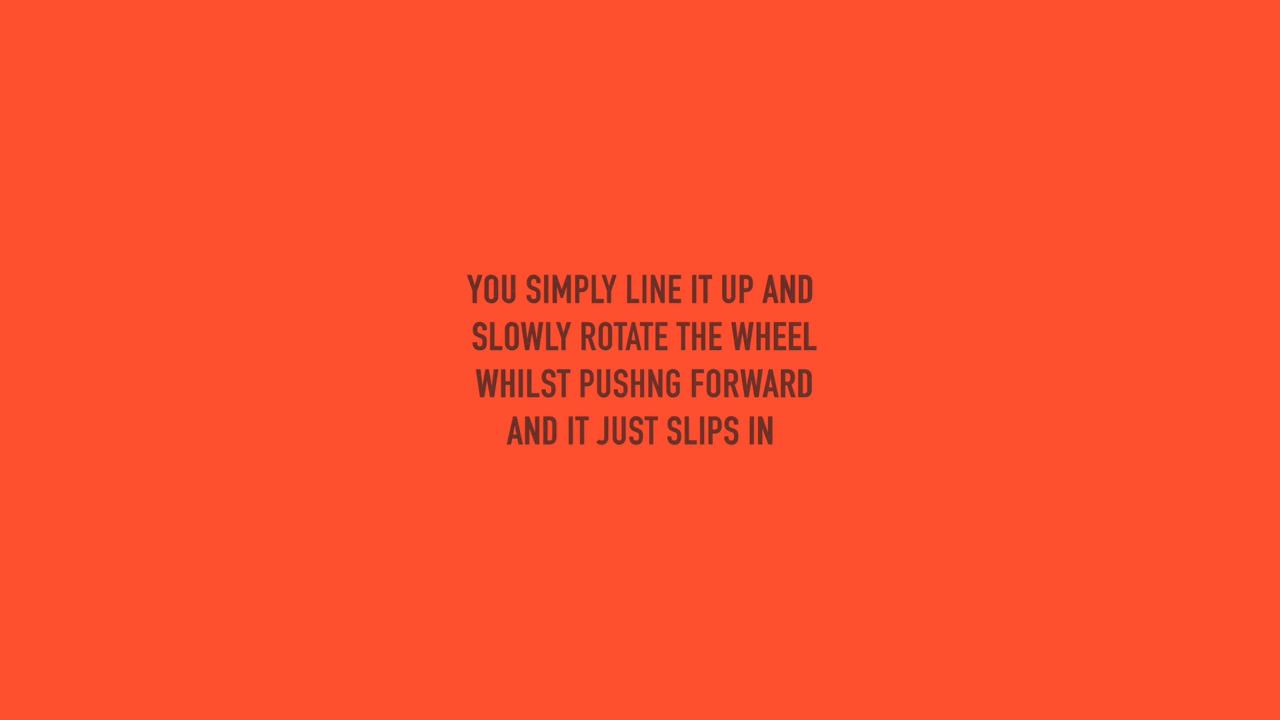 YOU SIMPLY LINE IT UP AND
SLOWLY ROTATE THE WHEEL
WHILST PUSHNG FORWARD
AND IT JUST SLIPS IN